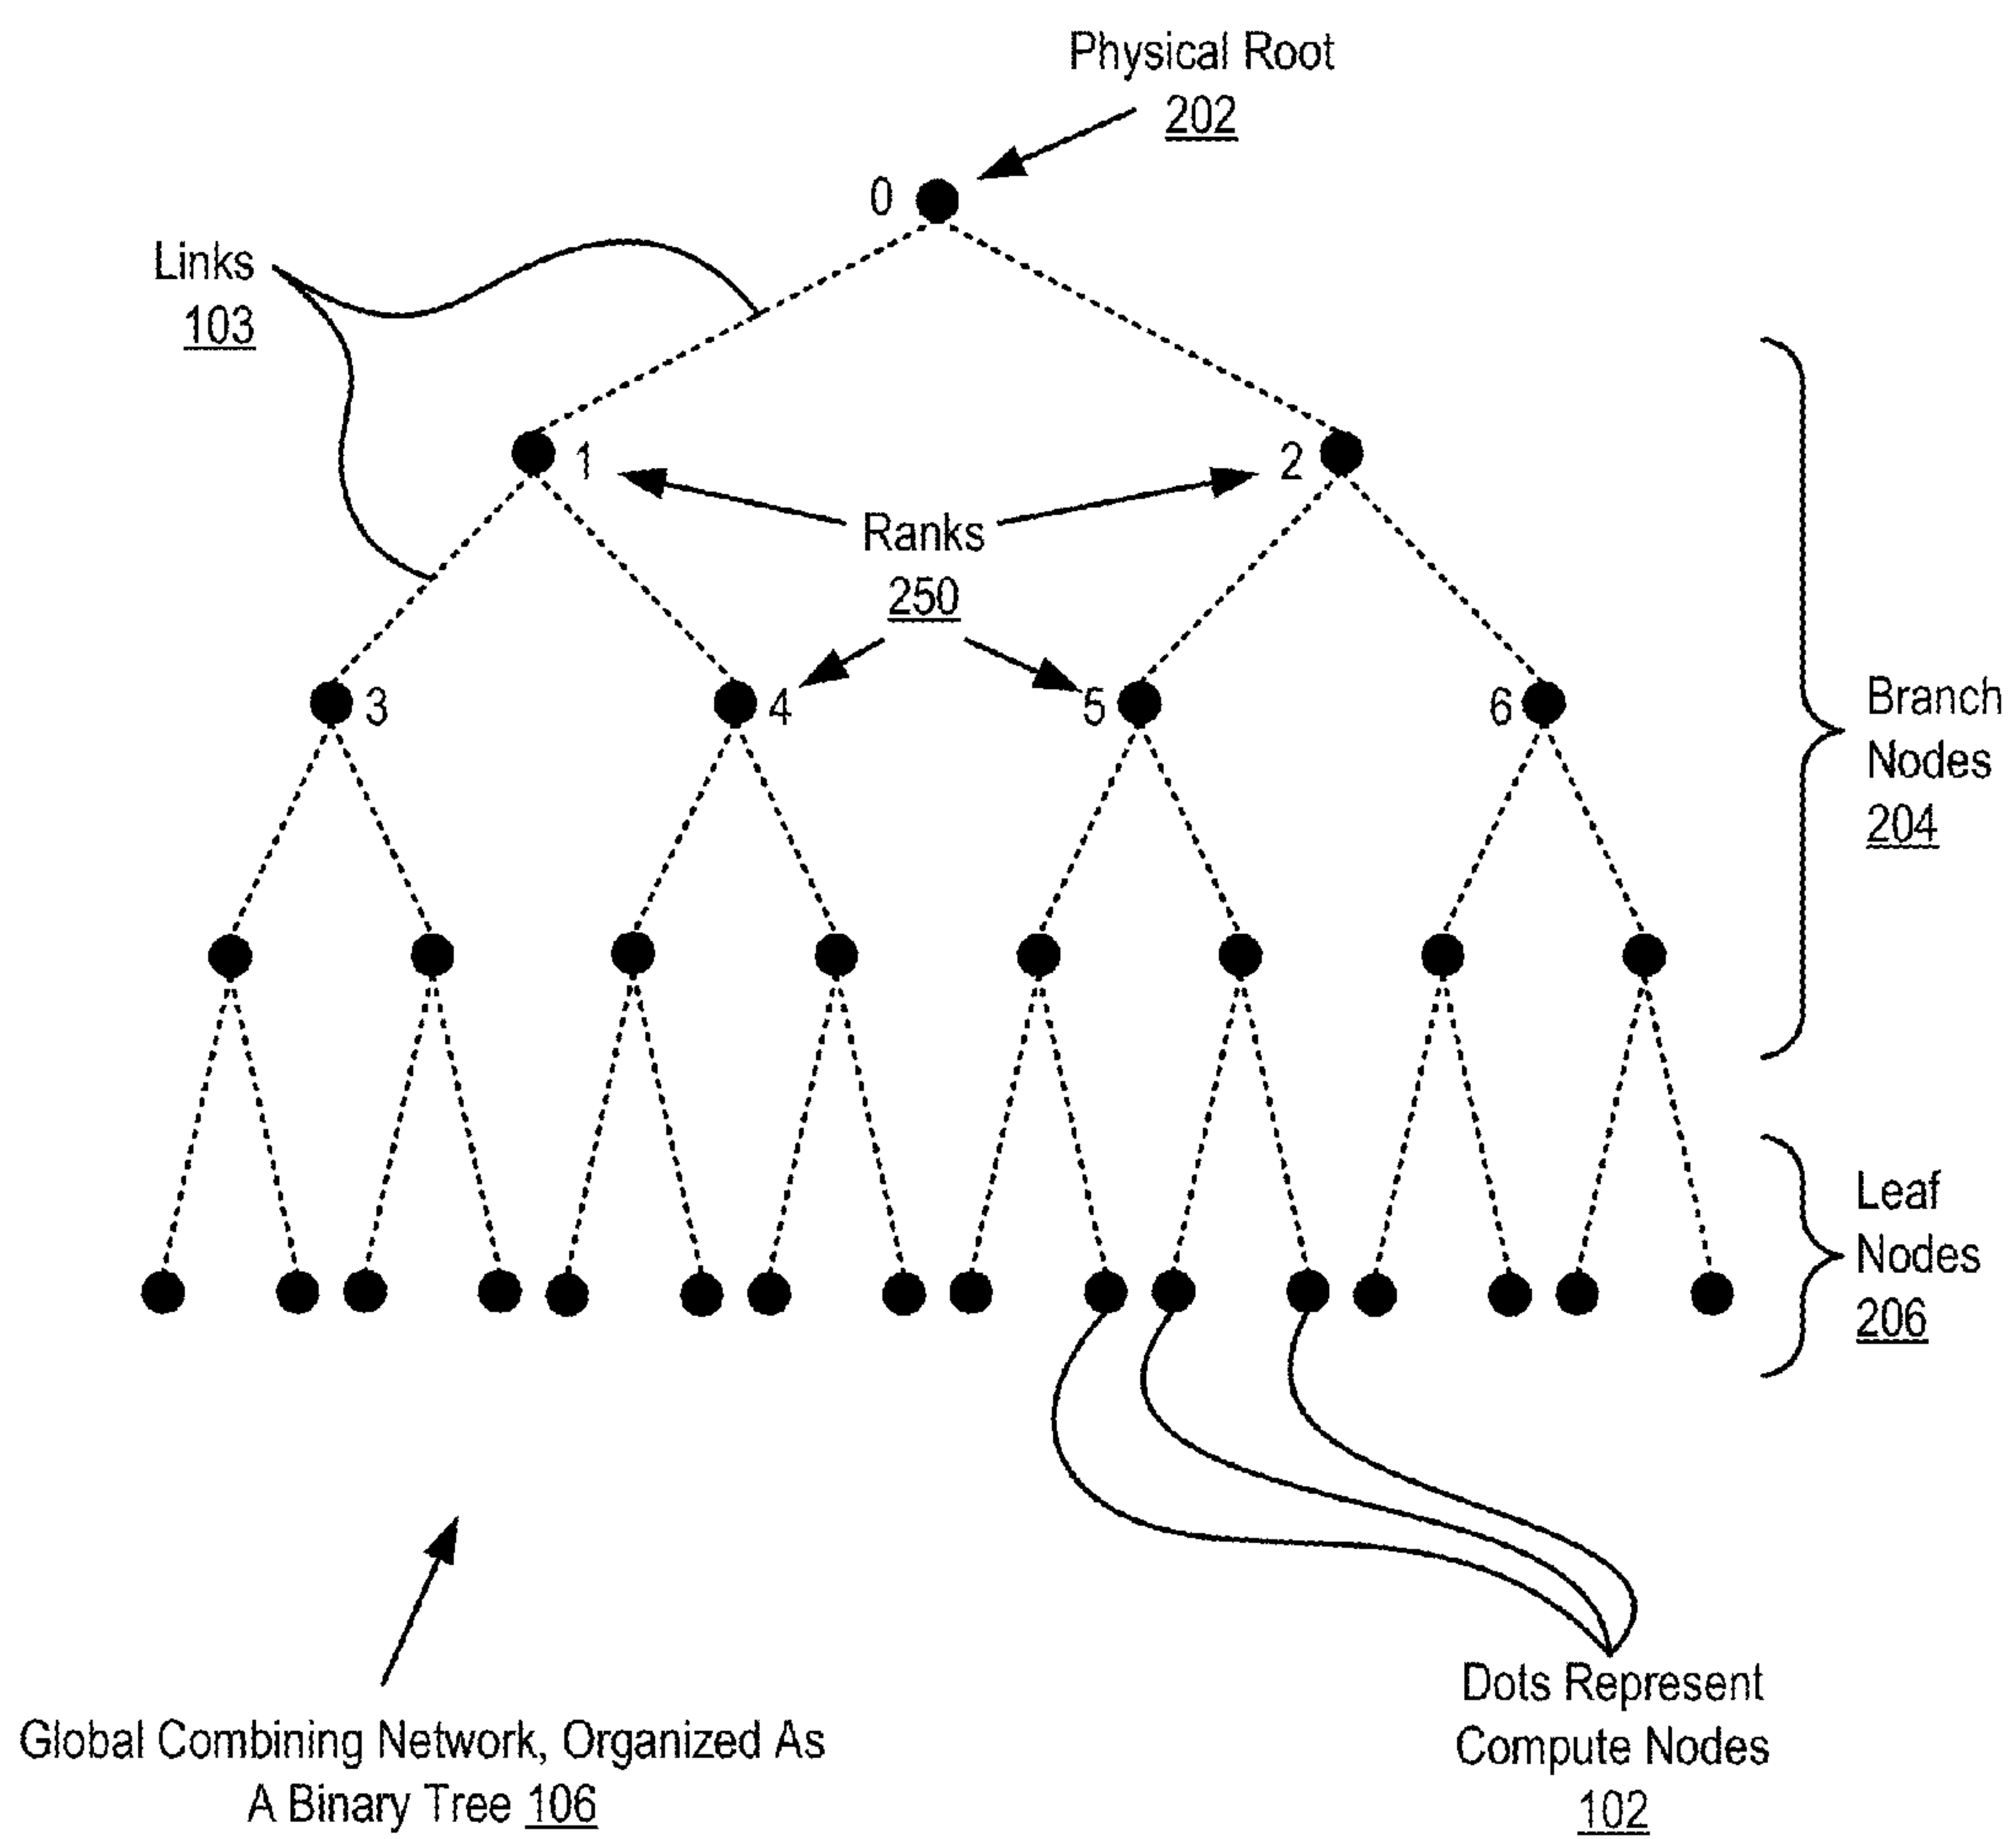 Physical Root
202
0
Links
103
1
2
Ranks
250
3
4
5
6
Branch
Nodes
204
Leaf
Nodes
206
Global Combining Network, Organized As
A Binary Tree 106
Dots Represent
Compute Nodes
102